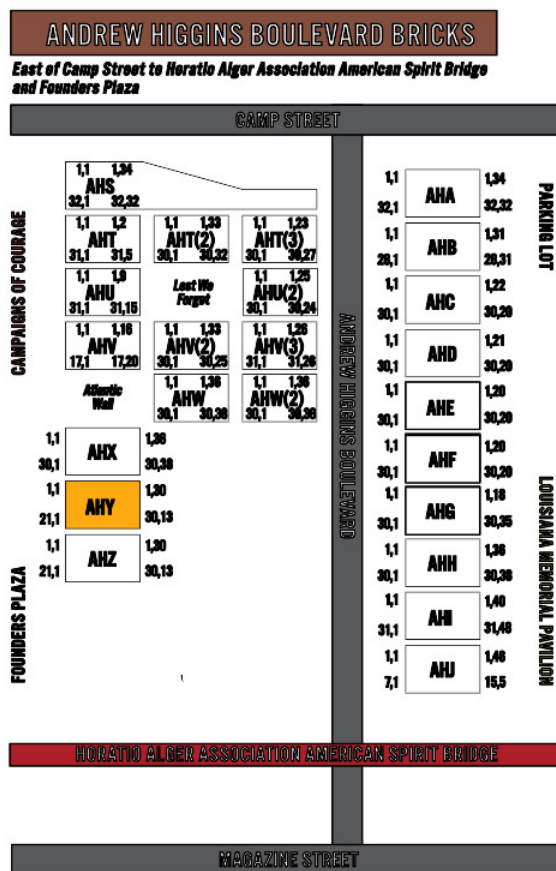 ANDREW HIGGINS BOULEVARD BRICKS
East of Camp Street to Horatio Alger Association American Spirit Bridge
and Founders Plaza
CAMP STREET
CAMPAIGNS OF COURAGE
FOUNDERS PLAZA
1,1 1,34
AHS
32,1 32,32
1,1 1,2
AHT
31,1 31,5
1,1 1,33
AHT(2)
30,1 30,32
1,1 1,23
AHT(3)
30,1 30,27
1,1 1,9
AHU
31,1 31,15
Lest We
Forget
1,1 1,25
AHU(2)
30,1 30,24
1,1 1,16
AHV
17,1 17,20
1,1 1,33
AHV(2)
30,1 30,25
1,1 1,26
AHV(3)
31,1 31,26
Atlantic
Wall
1,1 1,36
AHW
30,1 30,38
1,1 1,36
AHW(2)
30,1 30,38
1,1 1,36
AHX
30,1 30,38
1,1 1,30
AHY
21,1 30,13
1,1 1,30
AHZ
21,1 30,13
ANDREW HIGGINS BOULEVARD
1,1 1,34
AHA
32,1 32,32
1,1 1,31
AHB
28,1 28,31
1,1 1,22
AHC
30,1 30,20
1,1 1,21
AHD
30,1 30,20
1,1 1,20
AHE
30,1 30,20
1,1 1,20
AHF
30,1 30,20
1,1 1,18
AHG
30,1 30,35
1,1 1,36
AHH
30,1 30,38
1,1 1,40
AHI
31,1 31,48
1,1 1,48
AHJ
7,1 15,5
PARKING LOT
LOUISIANA MEMORIAL PAVILION
HORATIO ALGER ASSOCIATION AMERICAN SPIRIT BRIDGE
MAGAZINE STREET